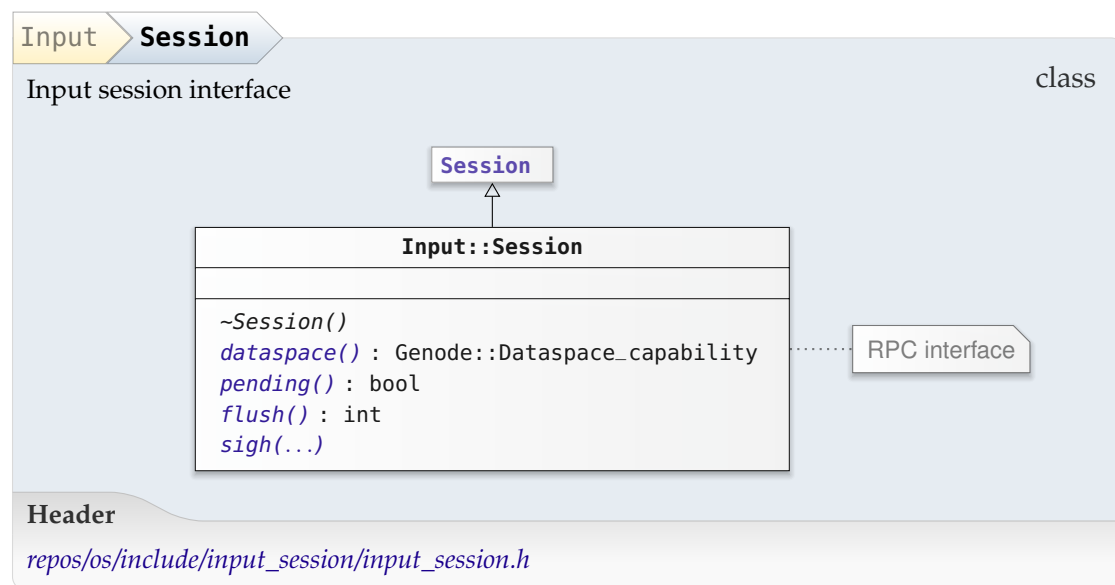 Input Session
Input session interface
class
Session
Input::Session
~Session()
dataspace() : Genode::Dataspace_capability
pending() : bool
flush() : int
sigh(...)
RPC interface
Header
repos/os/include/input_session/input_session.h